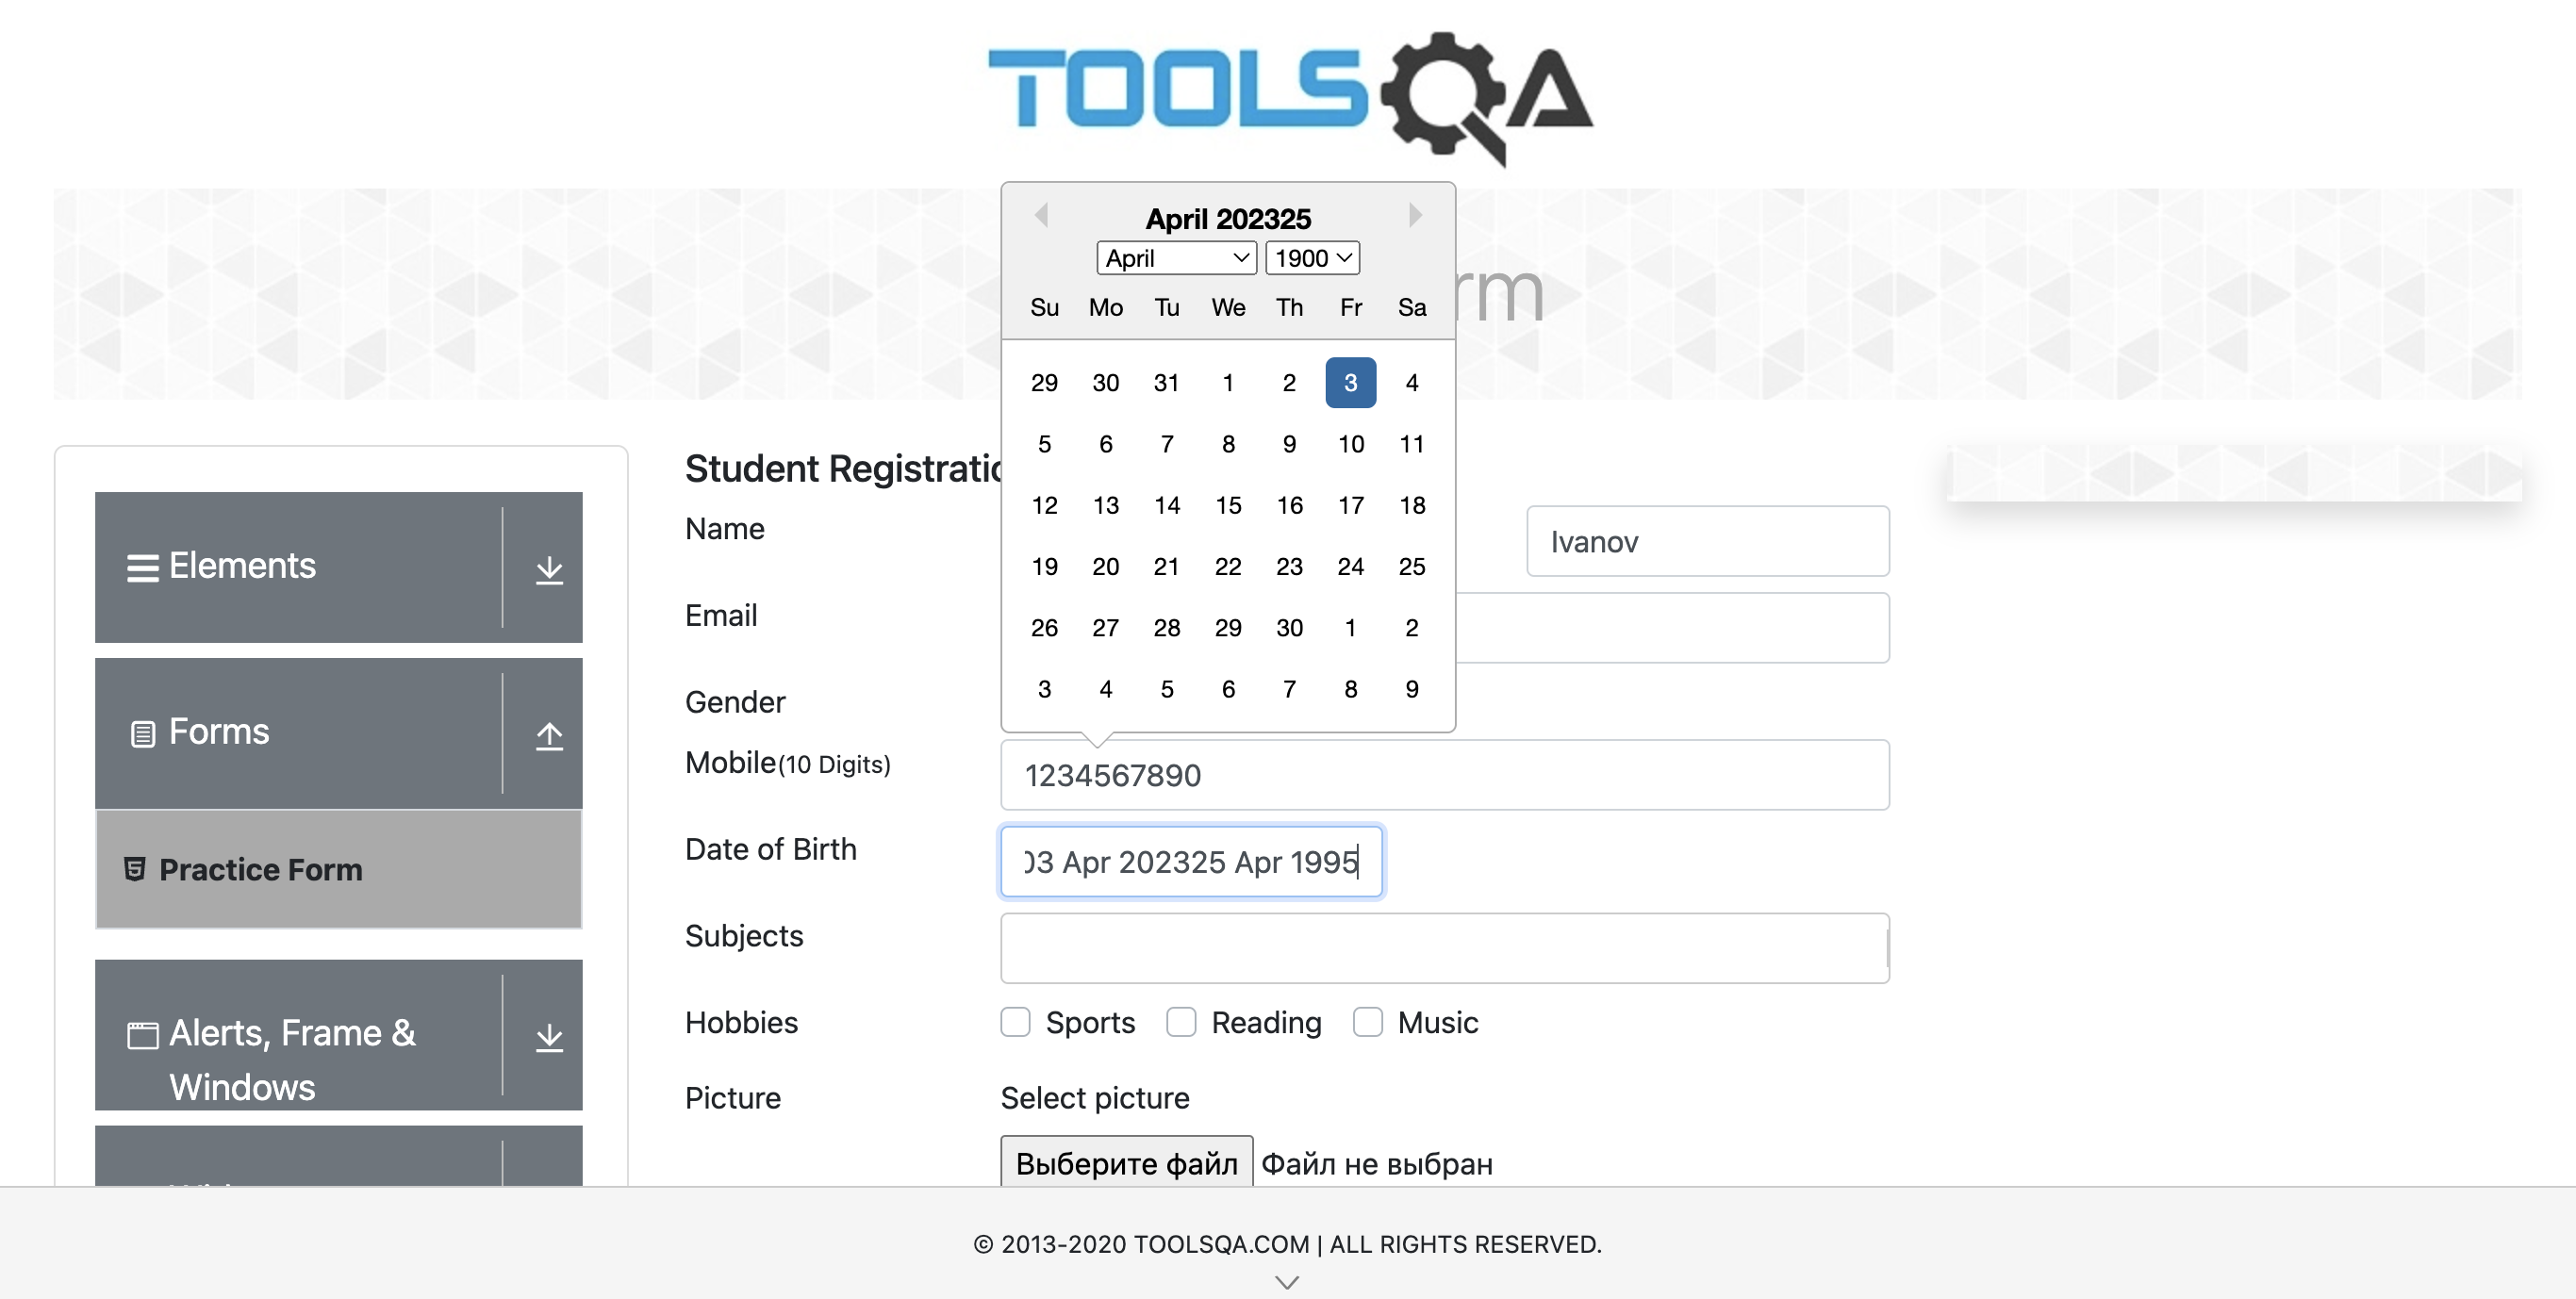 TOOLSQA
April 202325
April 1900
Su Mo Tu We Th Fr Sa
29 30 31 1 2 3 4
5 6 7 8 9 10 11
12 13 14 15 16 17 18
19 20 21 22 23 24 25
26 27 28 29 30 1 2
3 4 5 6 7 8 9
rm
Elements
Forms
Practice Form
Alerts, Frame &
Windows
Student Registratio
Name Ivanov
Email
Gender
Mobile(10 Digits) 1234567890
Date of Birth 03 Apr 202325 Apr 1995
Subjects
Hobbies Sports Reading Music
Picture Select picture
Выберите файл Файл не выбран
© 2013-2020 TOOLSQA.COM | ALL RIGHTS RESERVED.